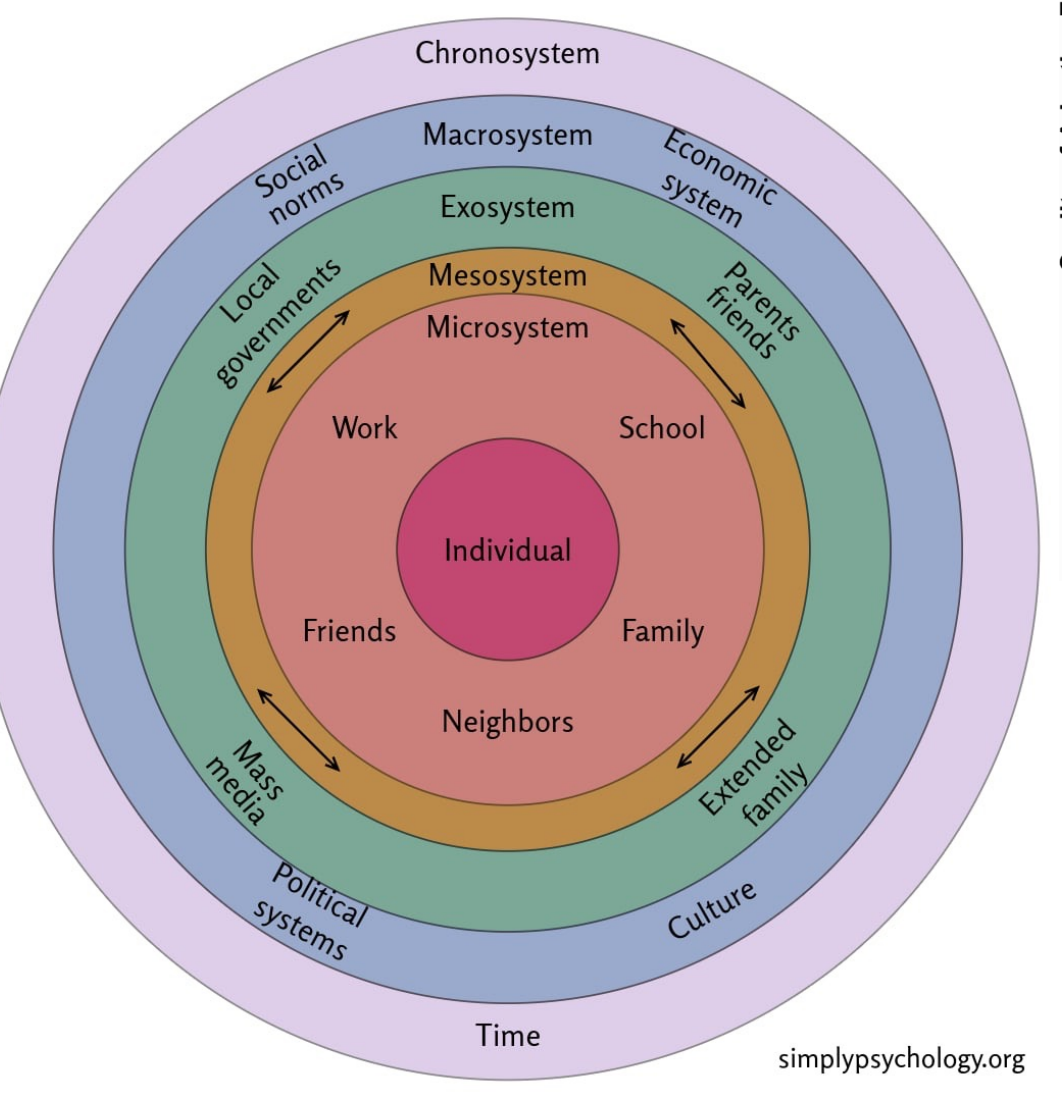 Chronosystem
Macrosystem
Social
norms
Economic
system
Exosystem
Local
governments
Parents
friends
Mesosystem
Microsystem
Work
School
Individual
Friends
Family
Neighbors
Mass
media
Extended
family
Political
systems
Culture
Time
simplypsychology.org